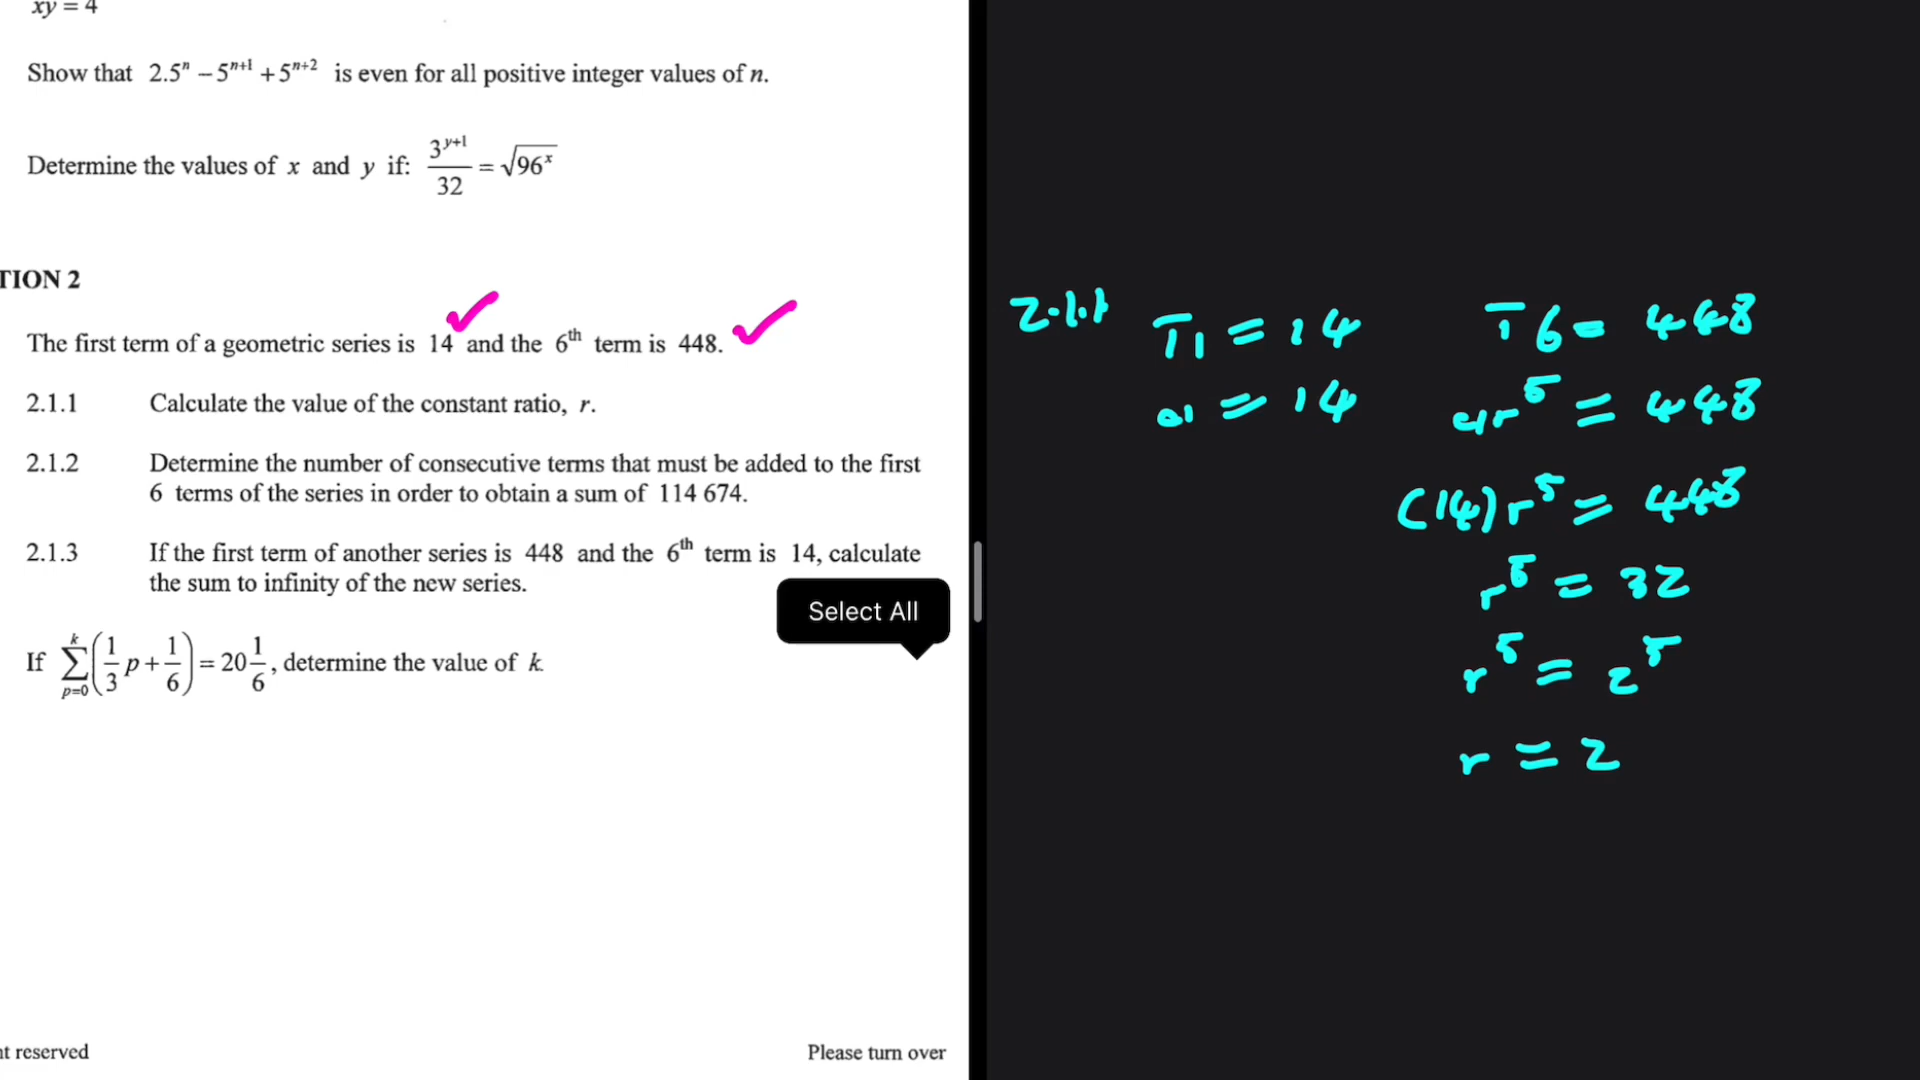 xy = 4
Show that 2.5ⁿ − 5ⁿ⁺¹ + 5ⁿ⁺² is even for all positive integer values of n.
Determine the values of x and y if: 3^(y+1)/32 = √96^x
TION 2
The first term of a geometric series is 14 and the 6th term is 448.
2.1.1 Calculate the value of the constant ratio, r.
2.1.2 Determine the number of consecutive terms that must be added to the first
6 terms of the series in order to obtain a sum of 114 674.
2.1.3 If the first term of another series is 448 and the 6th term is 14, calculate
the sum to infinity of the new series.
Select All
If ∑_{p=0}^{k} (1/3 p + 1/6) = 20 1/6, determine the value of k
nt reserved
Please turn over
2.1.1 T1 = 14 T6 = 448
a = 14 ar⁵ = 448
(14)r⁵ = 448
r⁵ = 32
r⁵ = 2⁵
r = 2